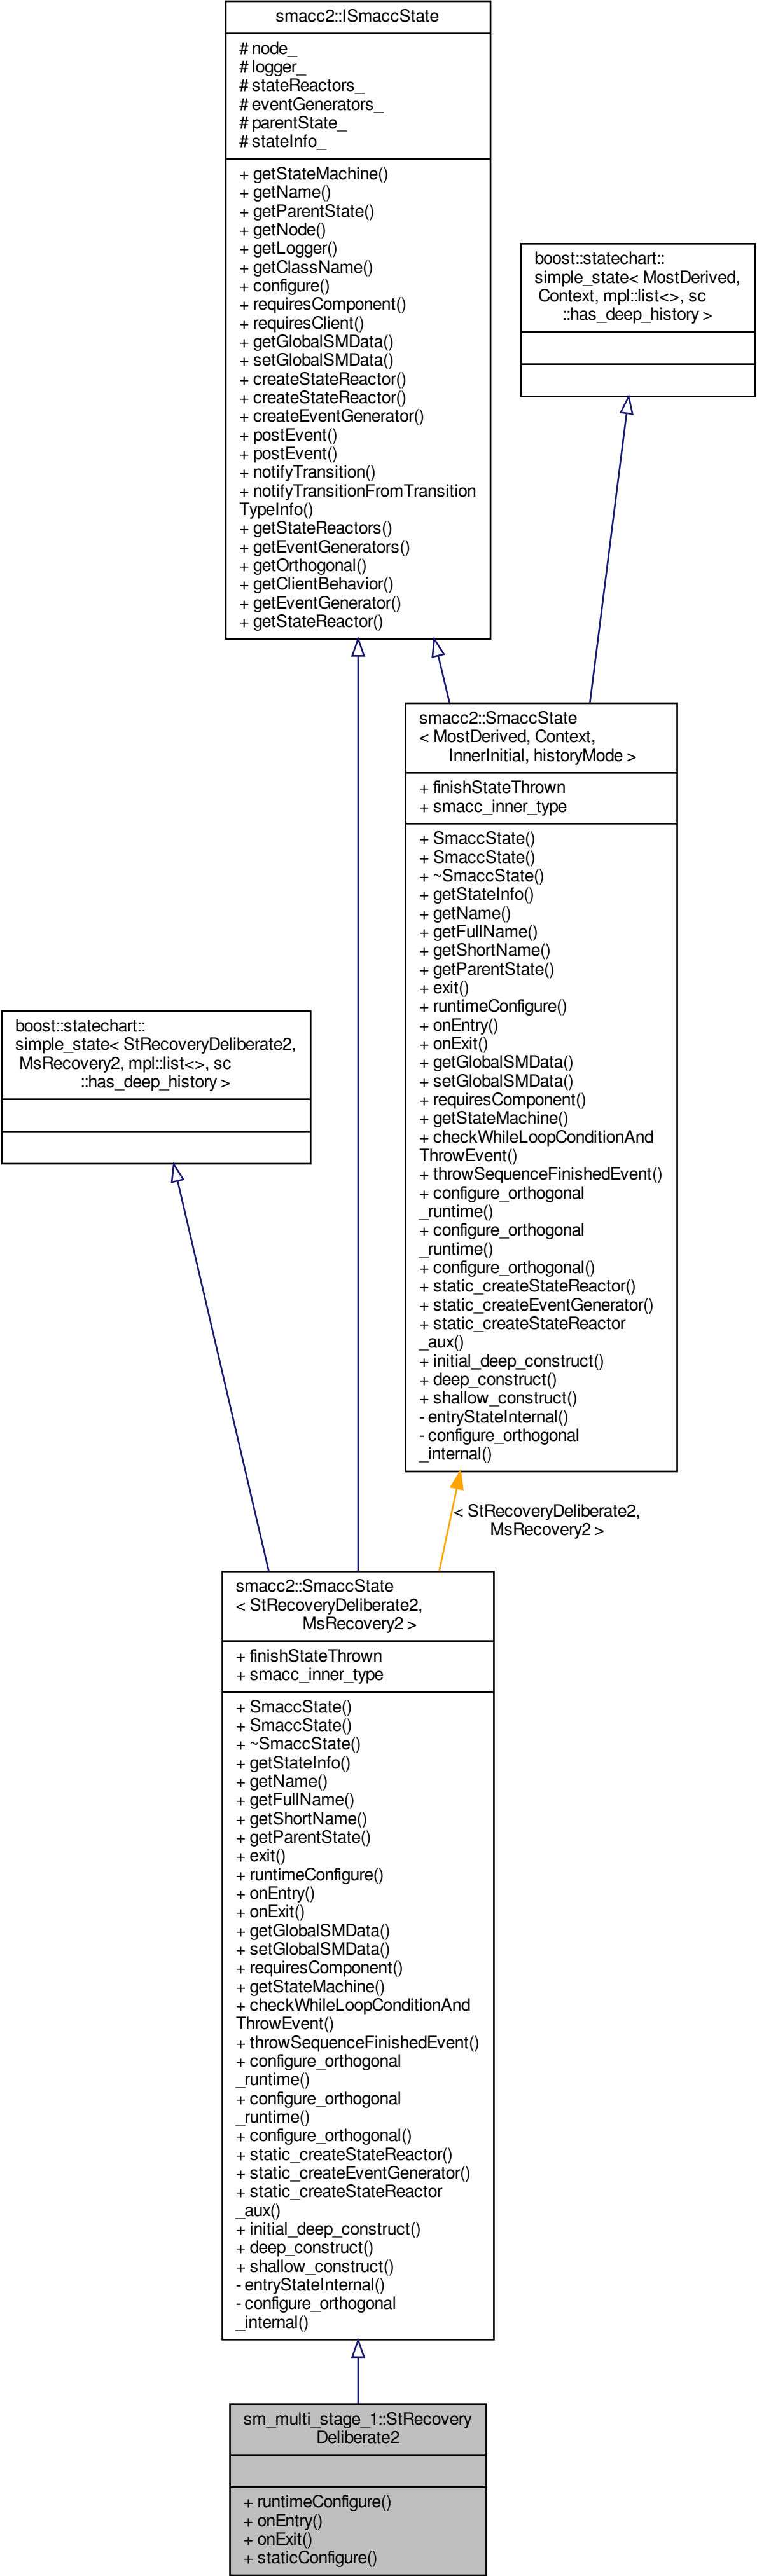 smacc2::ISmaccState
# node_
# logger_
# stateReactors_
# eventGenerators_
# parentState_
# stateInfo_
+ getStateMachine()
+ getName()
+ getParentState()
+ getNode()
+ getLogger()
+ getClassName()
+ configure()
+ requiresComponent()
+ requiresClient()
+ getGlobalSMData()
+ setGlobalSMData()
+ createStateReactor()
+ createStateReactor()
+ createEventGenerator()
+ postEvent()
+ postEvent()
+ notifyTransition()
+ notifyTransitionFromTransition
TypeInfo()
+ getStateReactors()
+ getEventGenerators()
+ getOrthogonal()
+ getClientBehavior()
+ getEventGenerator()
+ getStateReactor()
boost::statechart::
simple_state< MostDerived,
Context, mpl::list<>, sc
::has_deep_history >
smacc2::SmaccState
< MostDerived, Context,
InnerInitial, historyMode >
+ finishStateThrown
+ smacc_inner_type
+ SmaccState()
+ SmaccState()
+ ~SmaccState()
+ getStateInfo()
+ getName()
+ getFullName()
+ getShortName()
+ getParentState()
+ exit()
+ runtimeConfigure()
+ onEntry()
+ onExit()
+ getGlobalSMData()
+ setGlobalSMData()
+ requiresComponent()
+ getStateMachine()
+ checkWhileLoopConditionAnd
ThrowEvent()
+ throwSequenceFinishedEvent()
+ configure_orthogonal
_runtime()
+ configure_orthogonal
_runtime()
+ configure_orthogonal()
+ static_createStateReactor()
+ static_createEventGenerator()
+ static_createStateReactor
_aux()
+ initial_deep_construct()
+ deep_construct()
+ shallow_construct()
- entryStateInternal()
- configure_orthogonal
_internal()
boost::statechart::
simple_state< StRecoveryDeliberate2,
MsRecovery2, mpl::list<>, sc
::has_deep_history >
< StRecoveryDeliberate2,
MsRecovery2 >
smacc2::SmaccState
< StRecoveryDeliberate2,
MsRecovery2 >
+ finishStateThrown
+ smacc_inner_type
+ SmaccState()
+ SmaccState()
+ ~SmaccState()
+ getStateInfo()
+ getName()
+ getFullName()
+ getShortName()
+ getParentState()
+ exit()
+ runtimeConfigure()
+ onEntry()
+ onExit()
+ getGlobalSMData()
+ setGlobalSMData()
+ requiresComponent()
+ getStateMachine()
+ checkWhileLoopConditionAnd
ThrowEvent()
+ throwSequenceFinishedEvent()
+ configure_orthogonal
_runtime()
+ configure_orthogonal
_runtime()
+ configure_orthogonal()
+ static_createStateReactor()
+ static_createEventGenerator()
+ static_createStateReactor
_aux()
+ initial_deep_construct()
+ deep_construct()
+ shallow_construct()
- entryStateInternal()
- configure_orthogonal
_internal()
sm_multi_stage_1::StRecovery
Deliberate2
+ runtimeConfigure()
+ onEntry()
+ onExit()
+ staticConfigure()